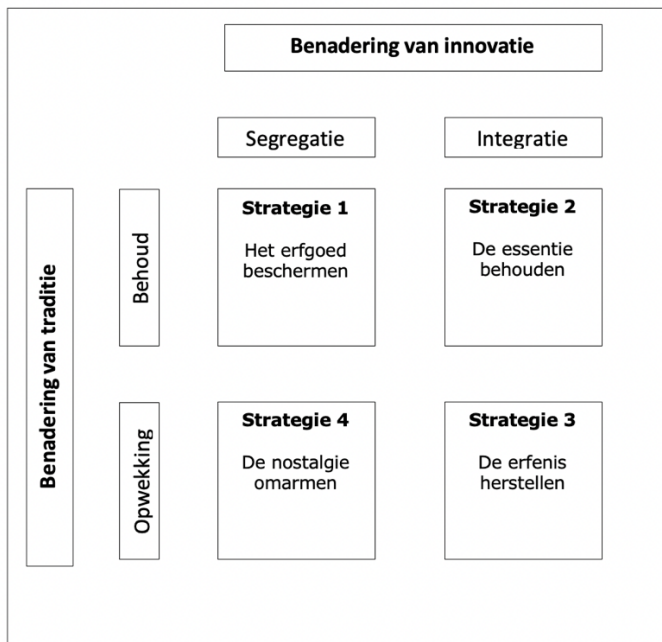 Benadering van innovatie
Segregatie
Integratie
Benadering van traditie
Behoud
Strategie 1
Het erfgoed
beschermen
Strategie 2
De essentie
behouden
Opwekking
Strategie 4
De nostalgie
omarmen
Strategie 3
De erfenis
herstellen